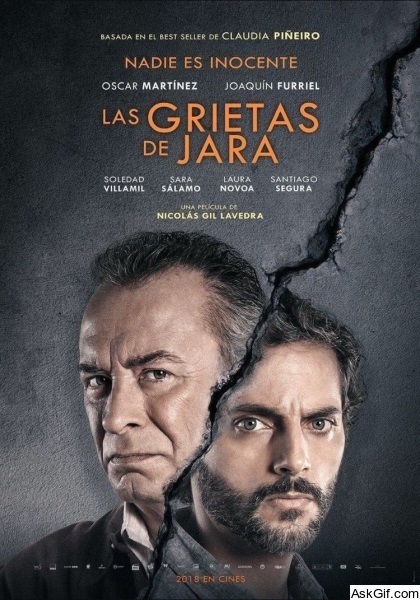 BASADA EN EL BEST SELLER DE CLAUDIA PIÑEIRO
NADIE ES INOCENTE
OSCAR MARTÍNEZ JOAQUÍN FURRIEL
LAS GRIETAS
DE JARA
SOLEDAD SARA LAURA SANTIAGO
VILLAMIL SÁLAMO NOVOA SEGURA
UNA PELÍCULA DE
NICOLÁS GIL LAVEDRA
2018 EN CINES
AskGif.com